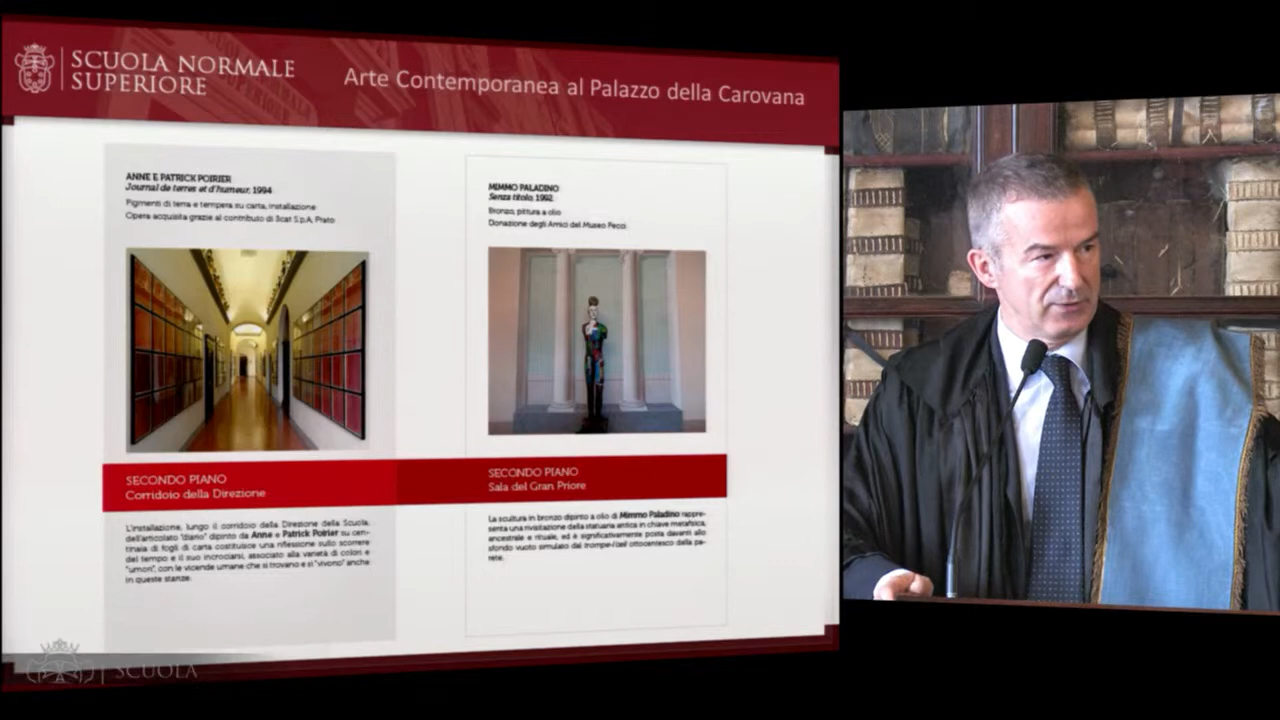 SCUOLA NORMALE
SUPERIORE
Arte Contemporanea al Palazzo della Carovana
ANNE E PATRICK POIRIER
Journal de terres et d'humeur, 1994
Pigmenti di terra e tempera su carta, installazione
Opera acquisita grazie al contributo di Bcat S.p.A, Prato
SECONDO PIANO
Corridoio della Direzione
L'installazione, lungo il corridoio della Direzione della Scuola,
dell'articolato "diario" dipinto da Anne e Patrick Poirier su cen-
tinaia di fogli di carta costituisce una riflessione sullo scorrere
del tempo e il suo incrociarsi, associato alla varietà di colori e
"umori", con le vicende umane che si trovano e si "vivono" anche
in queste stanze.
MIMMO PALADINO
Senza titolo, 1992
Bronzo, pittura a olio
Donazione degli Amici del Museo Pecci
SECONDO PIANO
Sala del Gran Priore
La scultura in bronzo dipinto a olio di Mimmo Paladino rappre-
senta una rivisitazione della statuaria antica in chiave metafisica,
ancestrale e rituale, ed è significativamente posta davanti allo
sfondo vuoto simulato dal trompe-l'oeil ottocentesco della pa-
rete.
SCUOLA